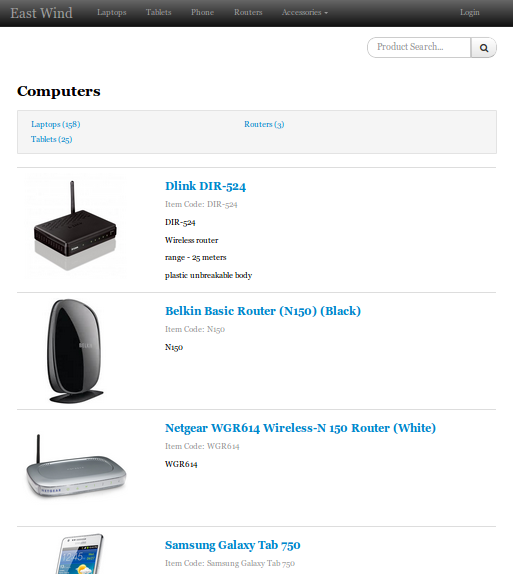 East Wind Laptops Tablets Phone Routers Accessories Login
Product Search...
Computers
Laptops (158) Routers (3)
Tablets (25)
Dlink DIR-524
Item Code: DIR-524
DIR-524
Wireless router
range - 25 meters
plastic unbreakable body
Belkin Basic Router (N150) (Black)
Item Code: N150
N150
Netgear WGR614 Wireless-N 150 Router (White)
Item Code: WGR614
WGR614
NETGEAR
Samsung Galaxy Tab 750
Item Code: Samsung Galaxy Tab 750